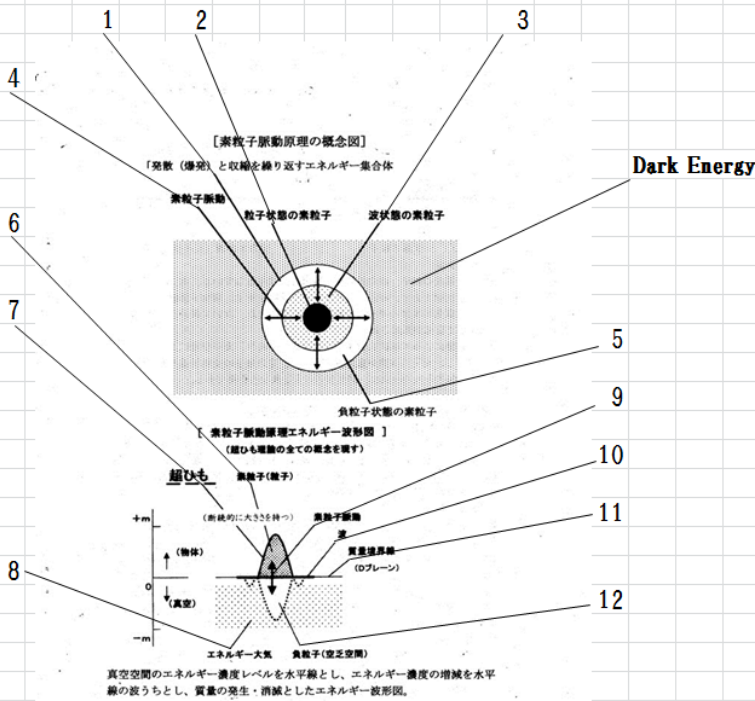 1
2
3
4
[素粒子脈動原理の概念図]
「発散(爆発)と収縮を繰り返すエネルギー集合体
Dark Energy
素粒子脈動
粒子状態の素粒子
波状態の素粒子
6
7
5
負粒子状態の素粒子
9
[ 素粒子脈動原理エネルギー波形図 ]
(超ひも理論の全ての概念を現す)
10
超ひも
素粒子(粒子)
11
+m
(断続的に大きさを持つ)
素粒子脈動
波
(物体)
質量境界線
(Dブレーン)
8
0
(真空)
12
-m
エネルギー大気
負粒子(空乏空間)
真空空間のエネルギー濃度レベルを水平線とし、エネルギー濃度の増減を水平
線の波うちとし、質量の発生・消滅としたエネルギー波形図。